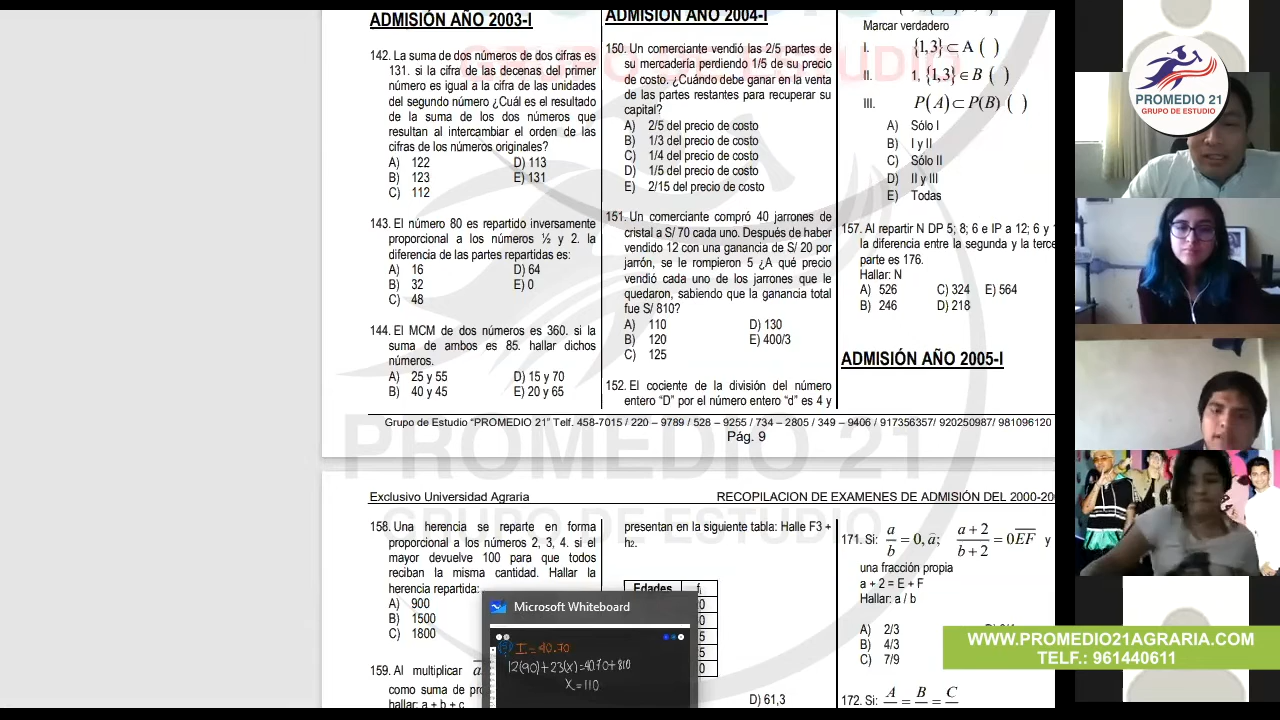 ADMISIÓN AÑO 2003-I
142. La suma de dos números de dos cifras es
131. si la cifra de las decenas del primer
número es igual a la cifra de las unidades
del segundo número ¿Cuál es el resultado
de la suma de los dos números que
resultan al intercambiar el orden de las
cifras de los números originales?
A) 122 D) 113
B) 123 E) 131
C) 112
143. El número 80 es repartido inversamente
proporcional a los números ½ y 2. la
diferencia de las partes repartidas es:
A) 16 D) 64
B) 32 E) 0
C) 48
144. El MCM de dos números es 360. si la
suma de ambos es 85. hallar dichos
números.
A) 25 y 55 D) 15 y 70
B) 40 y 45 E) 20 y 65
ADMISIÓN AÑO 2004-I
150. Un comerciante vendió las 2/5 partes de
su mercadería perdiendo 1/5 de su precio
de costo. ¿Cuándo debe ganar en la venta
de las partes restantes para recuperar su
capital?
A) 2/5 del precio de costo
B) 1/3 del precio de costo
C) 1/4 del precio de costo
D) 1/5 del precio de costo
E) 2/15 del precio de costo
151. Un comerciante compró 40 jarrones de
cristal a S/ 70 cada uno. Después de haber
vendido 12 con una ganancia de S/ 20 por
jarrón, se le rompieron 5 ¿A qué precio
vendió cada uno de los jarrones que le
quedaron, sabiendo que la ganancia total
fue S/ 810?
A) 110 D) 130
B) 120 E) 400/3
C) 125
152. El cociente de la división del número
entero “D” por el número entero “d” es 4 y
Marcar verdadero
I. {1,3} ⊂ A ( )
II. 1, {1,3} ∈ B ( )
III. P(A) ⊂ P(B) ( )
A) Sólo I
B) I y II
C) Sólo II
D) II y III
E) Todas
157. Al repartir N DP 5; 8; 6 e IP a 12; 6 y
la diferencia entre la segunda y la
parte es 176.
Hallar: N
A) 526 C) 324 E) 564
B) 246 D) 218
ADMISIÓN AÑO 2005-I
Grupo de Estudio “PROMEDIO 21” Telf. 458-7015 / 220 – 9789 / 528 – 9255 / 734 – 2805 / 349 – 9406 / 917356357/ 920250987/ 981096120
Pág. 9
PROMEDIO 21
GRUPO DE ESTUDIO
Exclusivo Universidad Agraria
RECOPILACION DE EXAMENES DE ADMISIÓN DEL 2000-20
158. Una herencia se reparte en forma
proporcional a los números 2, 3, 4. si el
mayor devuelve 100 para que todos
reciban la misma cantidad. Hallar la
herencia repartida:
A) 900
B) 1500
C) 1800
159. Al multiplicar
como suma de
hallar: a + b + c
presentan en la siguiente tabla: Halle F3 +
h2.
Edades fi
D) 61,3
Microsoft Whiteboard
I = 40.70
12(90)+23(x)=40.70+810
x=110
171. Si: a/b = 0,a; (a+2)/(b+2) = 0EF y
una fracción propia
a + 2 = E + F
Hallar: a / b
A) 2/3
B) 4/3
C) 7/9
172. Si: A = B = C
PROMEDIO 21
GRUPO DE ESTUDIO
WWW.PROMEDIO21AGRARIA.COM
TELF.: 961440611